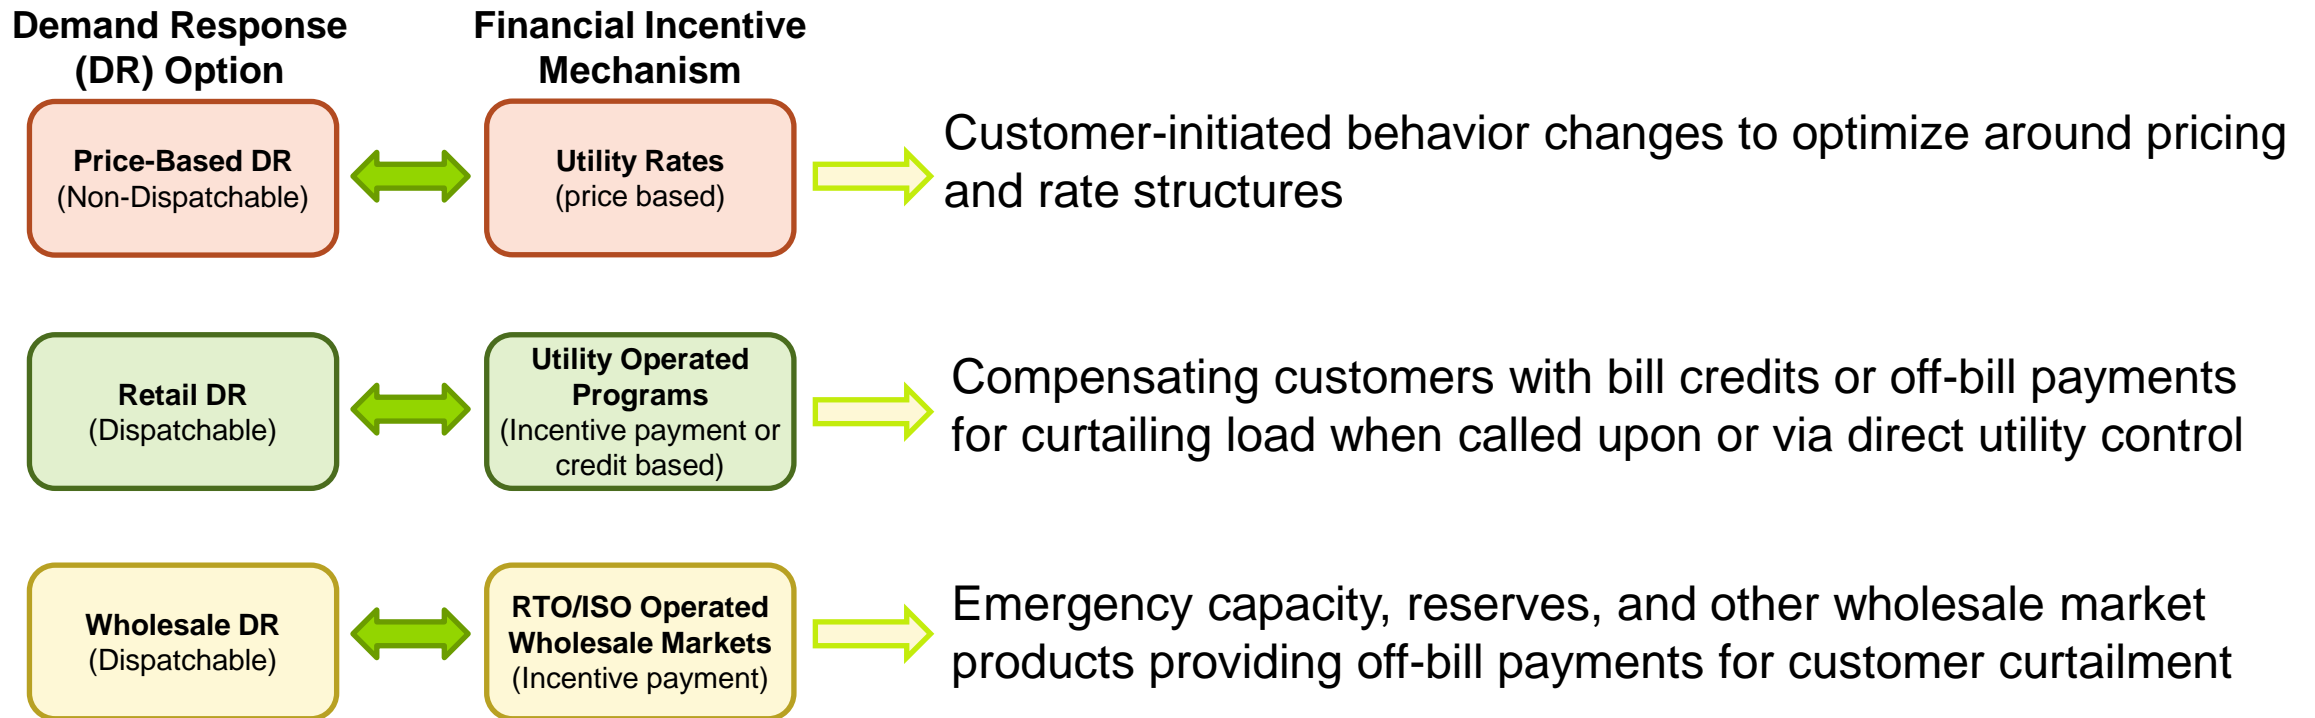 Demand Response
(DR) Option
Financial Incentive
Mechanism
Price-Based DR
(Non-Dispatchable)
Utility Rates
(price based)
Customer-initiated behavior changes to optimize around pricing
and rate structures
Retail DR
(Dispatchable)
Utility Operated
Programs
(Incentive payment or
credit based)
Compensating customers with bill credits or off-bill payments
for curtailing load when called upon or via direct utility control
Wholesale DR
(Dispatchable)
RTO/ISO Operated
Wholesale Markets
(Incentive payment)
Emergency capacity, reserves, and other wholesale market
products providing off-bill payments for customer curtailment